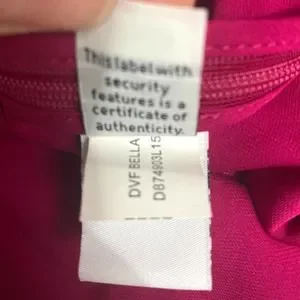 This label with
security
features is a
certificate of
authenticity.
DVF BELLA
D874903L15